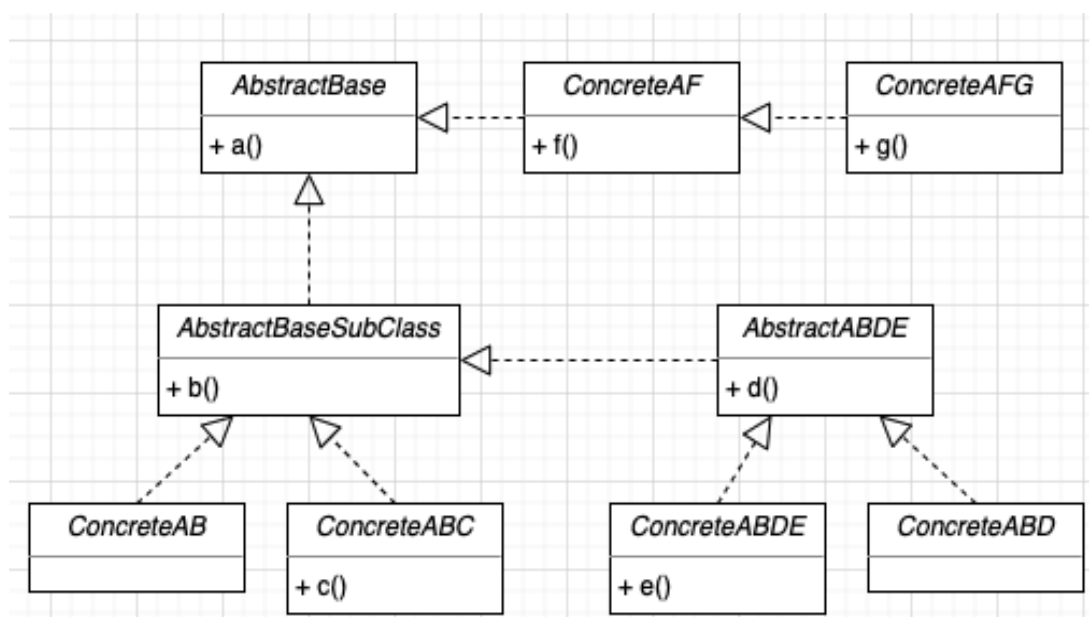 AbstractBase
+ a()
ConcreteAF
+ f()
ConcreteAFG
+ g()
AbstractBaseSubClass
+ b()
AbstractABDE
+ d()
ConcreteAB
ConcreteABC
+ c()
ConcreteABDE
+ e()
ConcreteABD